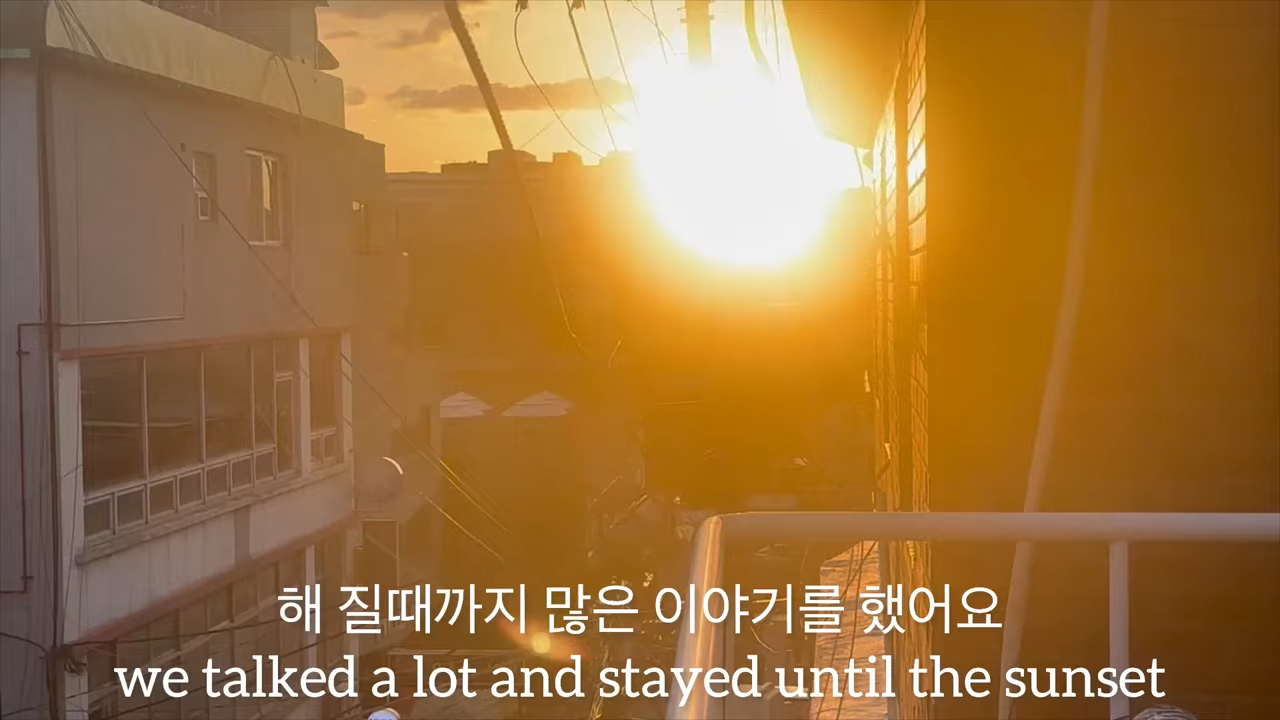 해 질때까지 많은 이야키를 했어요
we talked a lot and stayed until the sunset